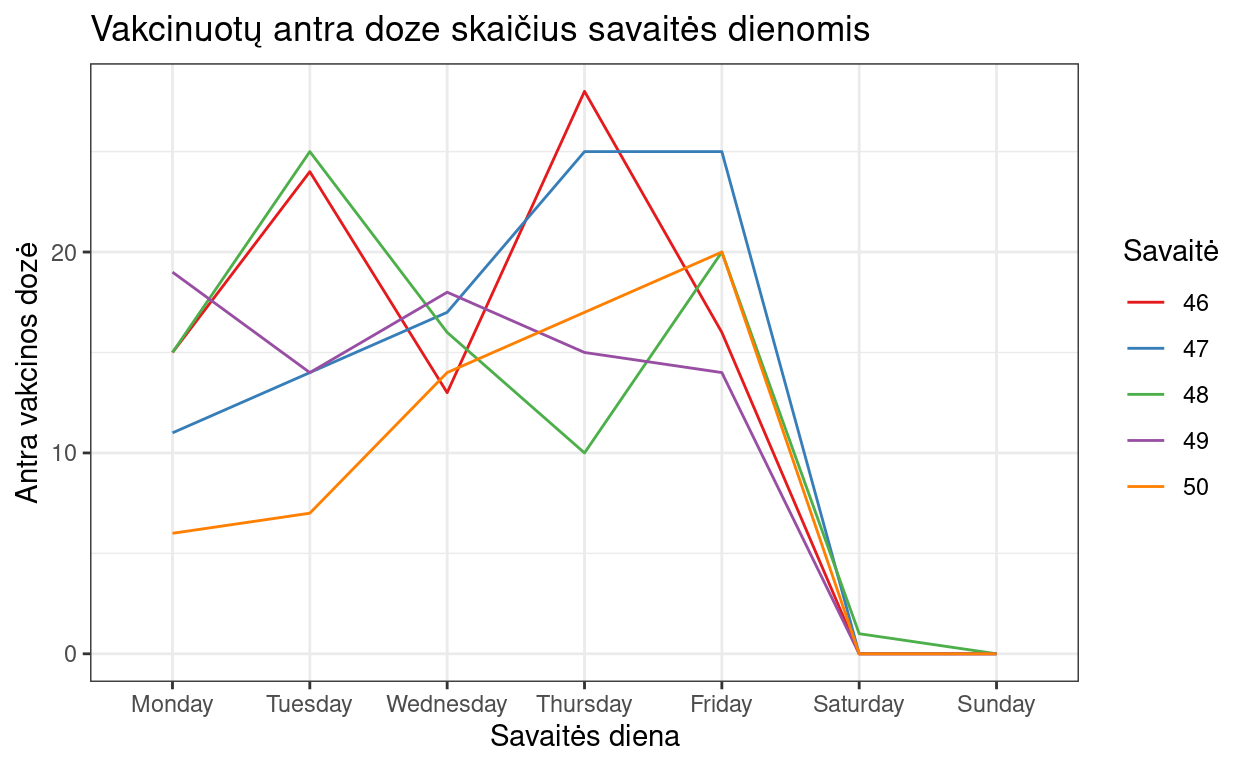 Vakcinuotų antra doze skaičius savaitės dienomis
Antra vakcinos dozė
20
10
0
Monday
Tuesday
Wednesday
Thursday
Friday
Saturday
Sunday
Savaitės diena
Savaitė
46
47
48
49
50